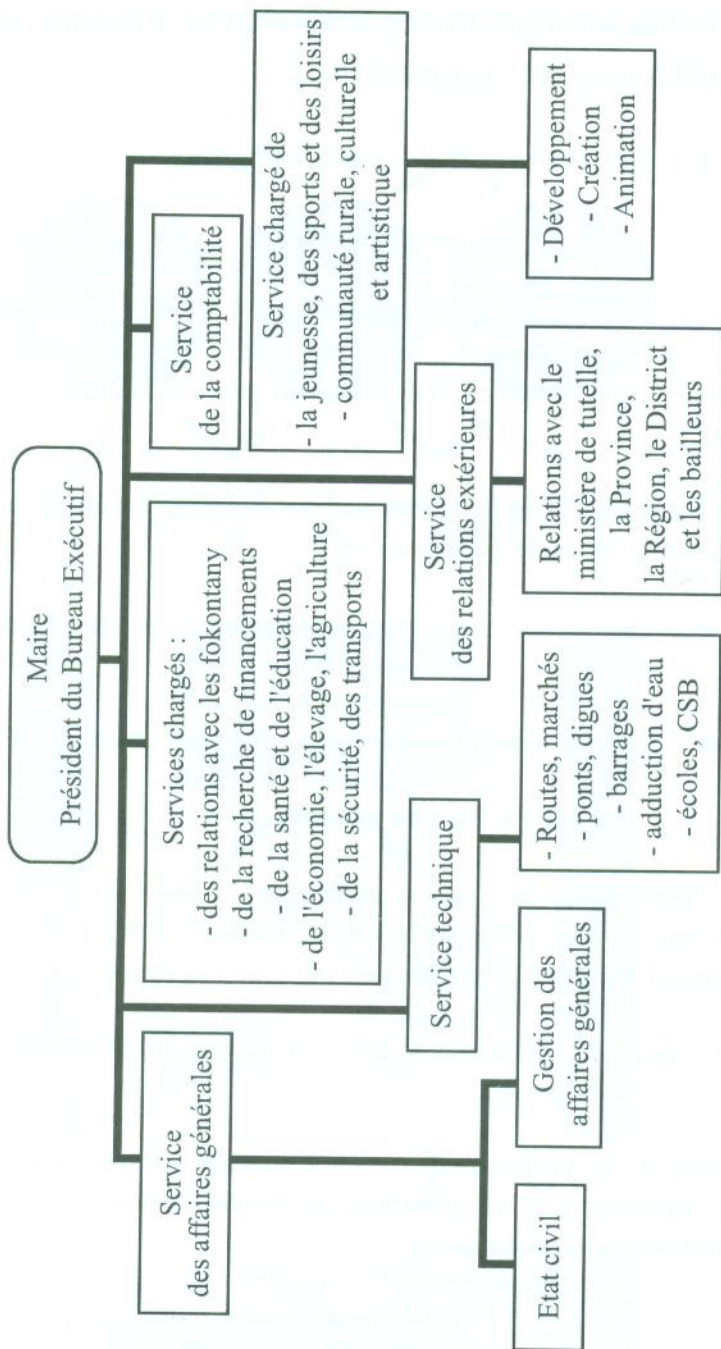 Maire
Président du Bureau Exécutif
Service
des affaires générales
Services chargés :
- des relations avec les fokontany
- de la recherche de financements
- de la santé et de l'éducation
- de l'économie, l'élevage, l'agriculture
- de la sécurité, des transports
Service
de la comptabilité
Service technique
Service
des relations extérieures
Service chargé de
- la jeunesse, des sports et des loisirs
- communauté rurale, culturelle
et artistique
Etat civil
Gestion des
affaires générales
- Routes, marchés
- ponts, digues
- barrages
- adduction d'eau
- écoles, CSB
Relations avec le
ministère de tutelle,
la Province,
la Région, le District
et les bailleurs
- Développement
- Création
- Animation